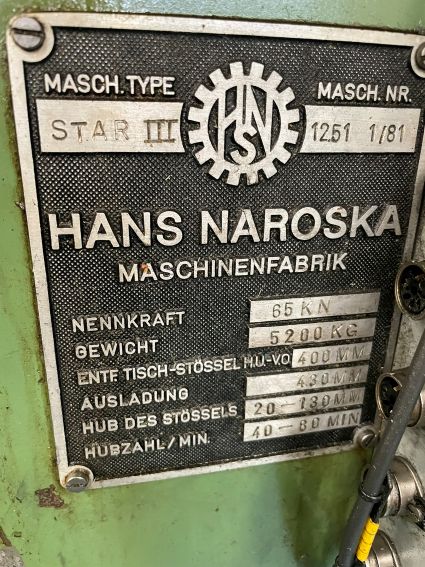 MASCH. TYPE
HNS
MASCH. NR.
STAR III
1251 1/81
HANS NAROSKA
MASCHINENFABRIK
NENNKRAFT 65 KN
GEWICHT 5200 KG
ENTF. TISCH-STÖSSEL H.U.-V.O 400 MM
AUSLADUNG 430 MM
HUB DES STÖSSELS 20-130 MM
HUBZAHL/MIN. 40-80 MIN